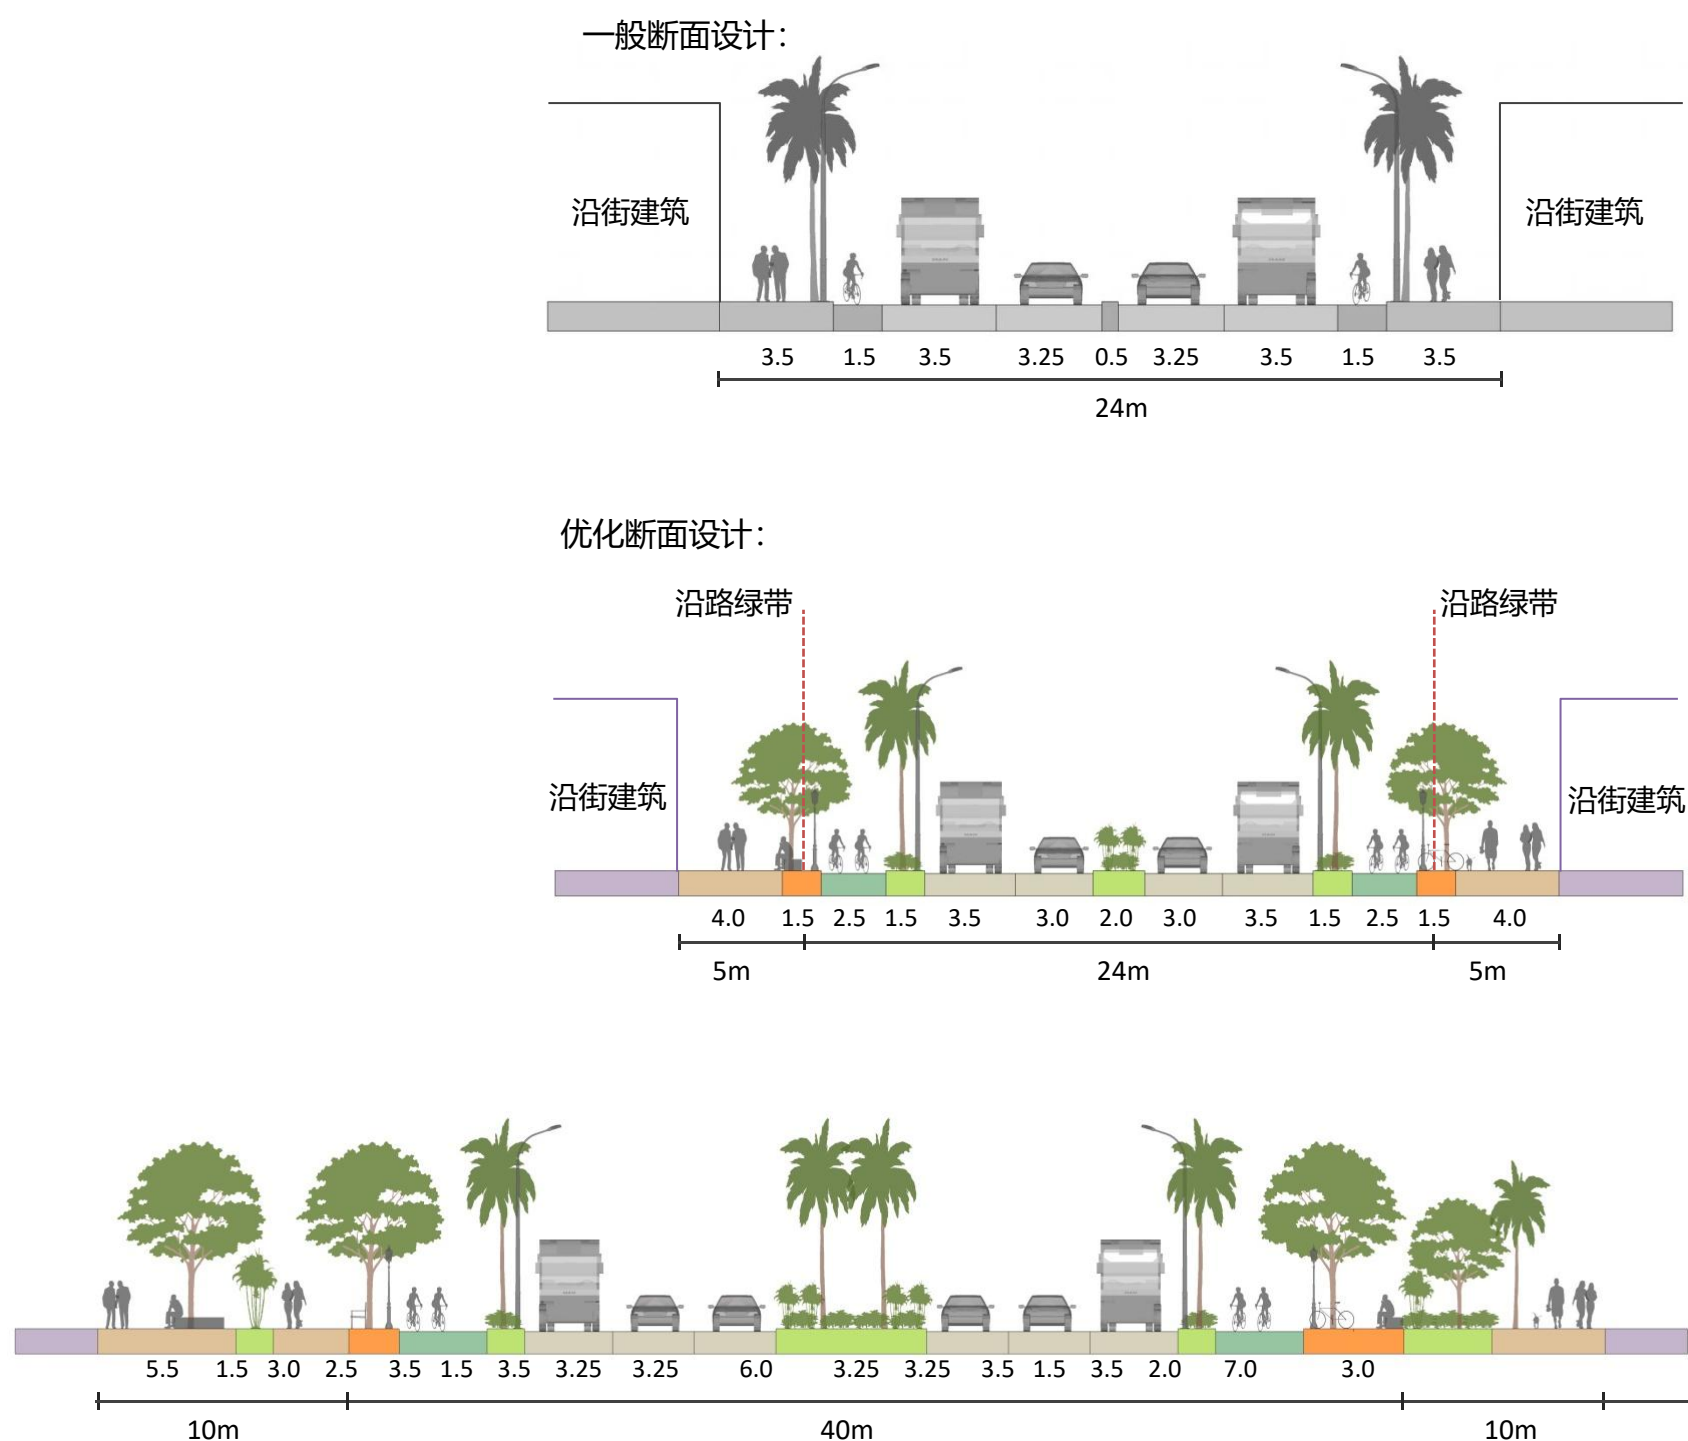 一般断面设计：
沿街建筑 沿街建筑
3.5 1.5 3.5 3.25 0.5 3.25 3.5 1.5 3.5
24m
优化断面设计：
沿路绿带 沿路绿带
沿街建筑 沿街建筑
4.0 1.5 2.5 1.5 3.5 3.0 2.0 3.0 3.5 1.5 2.5 1.5 4.0
5m 24m 5m
5.5 1.5 3.0 2.5 3.5 1.5 3.5 3.25 3.25 6.0 3.25 3.25 3.5 1.5 3.5 2.0 7.0 3.0
10m 40m 10m